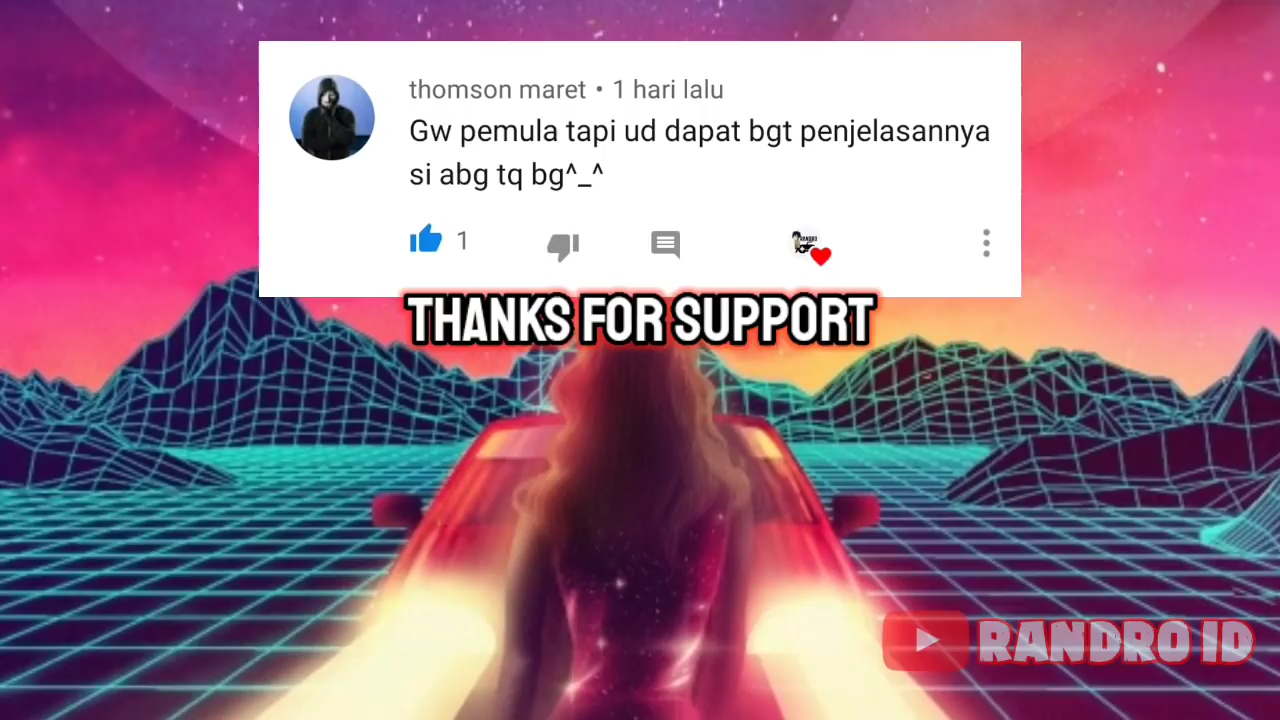 thomson maret • 1 hari lalu
Gw pemula tapi ud dapat bgt penjelasannya
si abg tq bg^_^
1
THANKS FOR SUPPORT
RANDRO ID